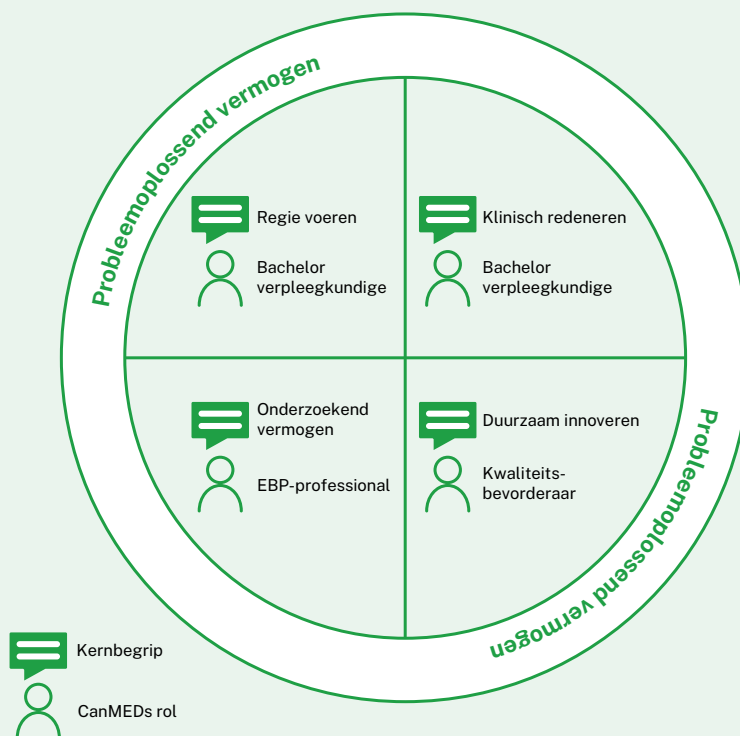 Probleemoplossend vermogen
Regie voeren
Bachelor
verpleegkundige
Klinisch redeneren
Bachelor
verpleegkundige
Onderzoekend
vermogen
EBP-professional
Duurzaam innoveren
Kwaliteits-
bevorderaar
Probleemoplossend vermogen
Kernbegrip
CanMEDs rol